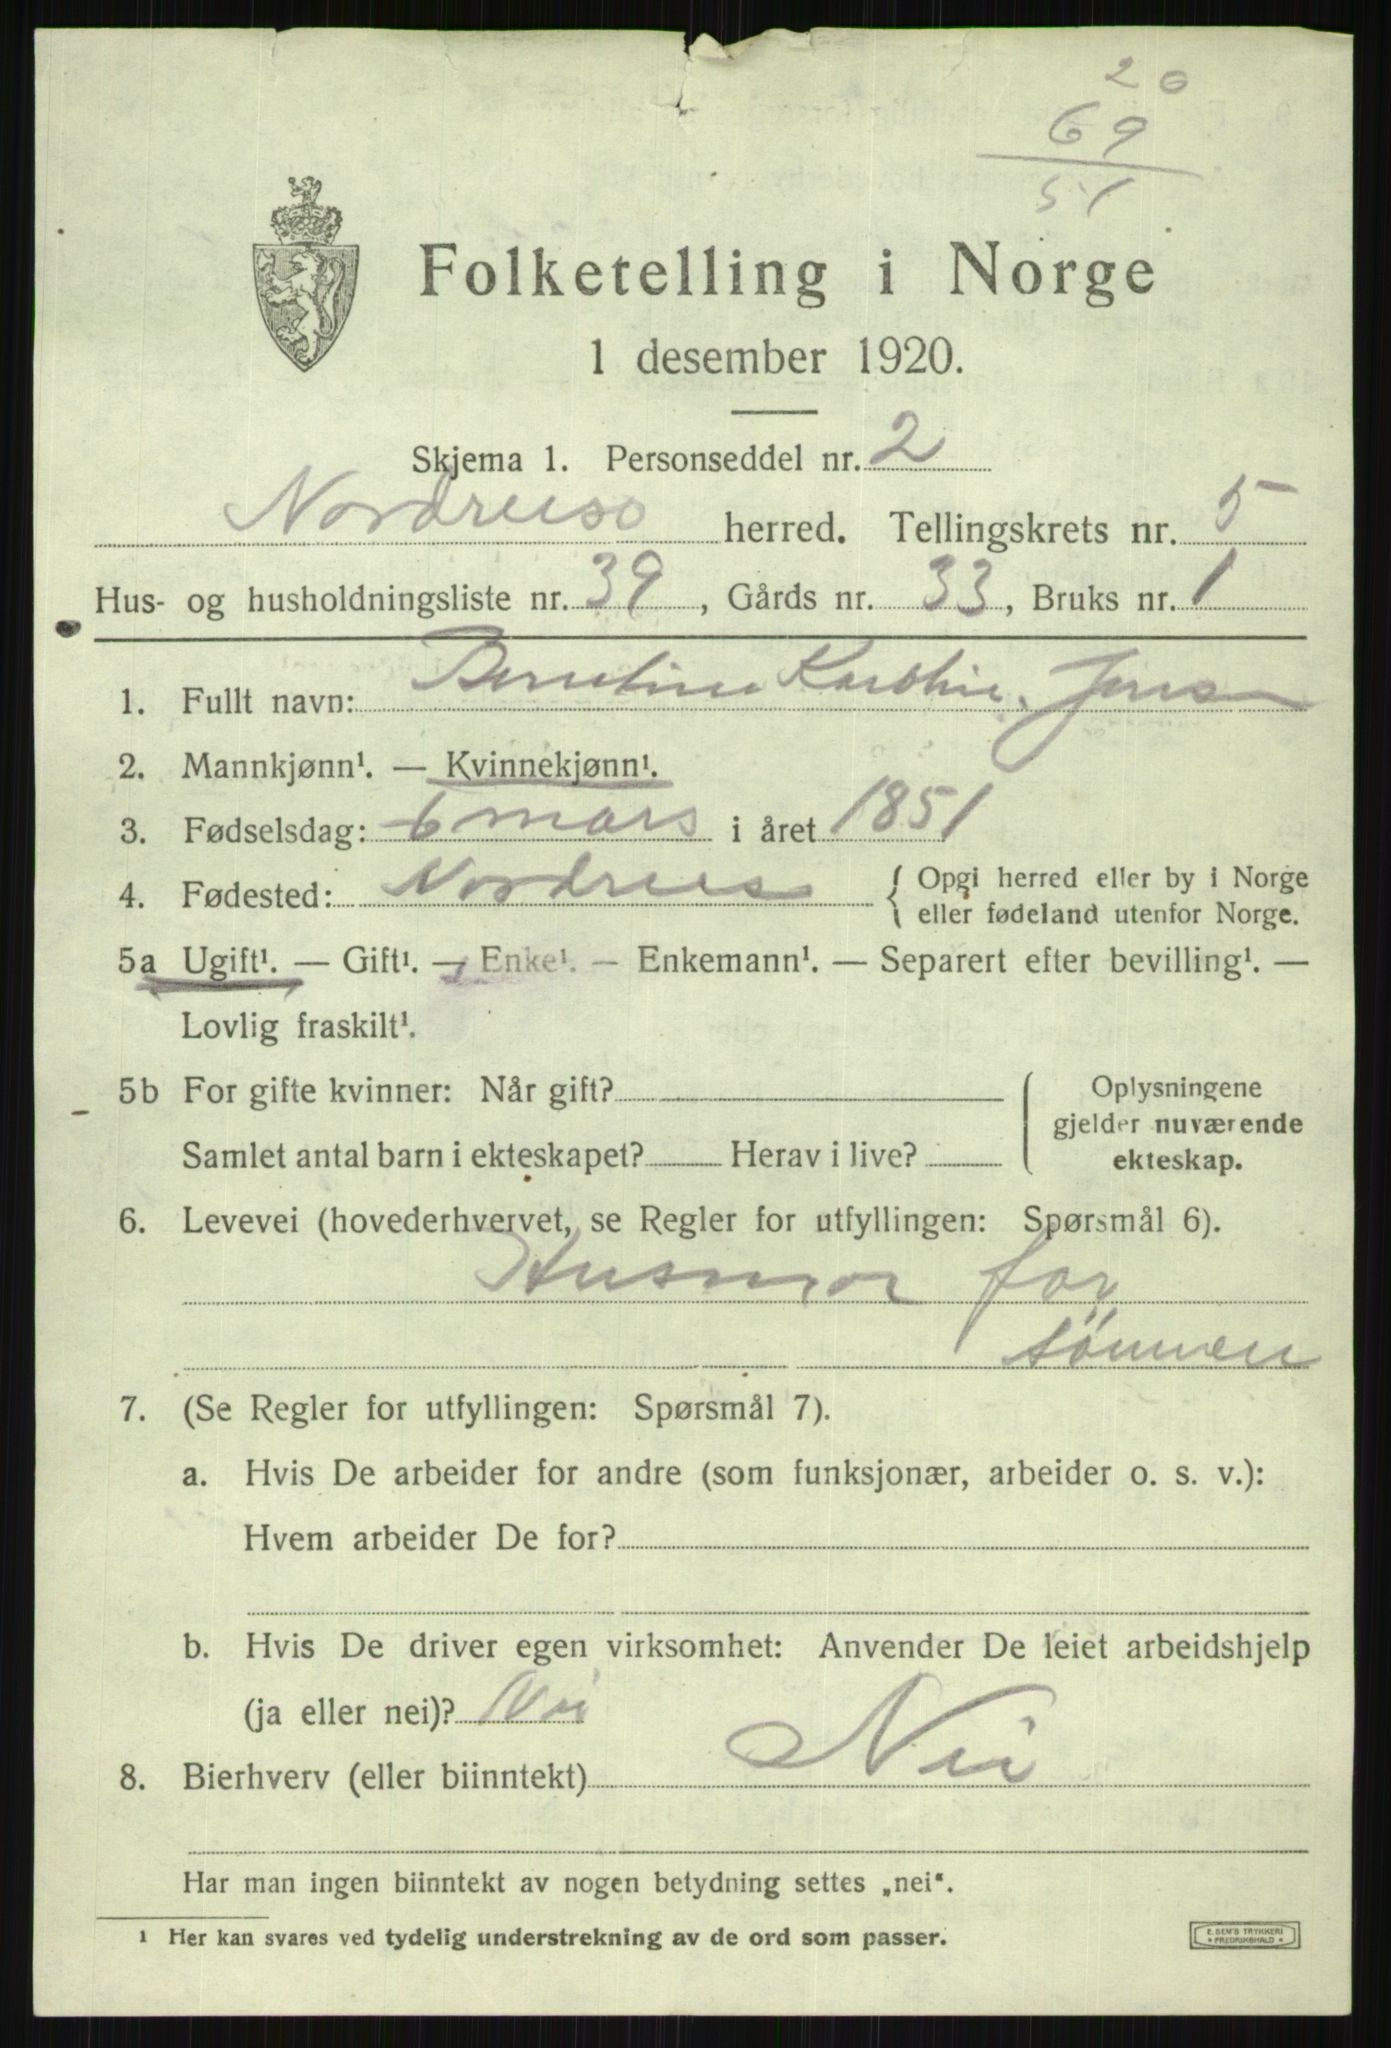 20
69
51
Folketelling i Norge
1 desember 1920.
Skjema 1. Personseddel nr. 2
herred. Tellingskrets nr. 5
Hus- og husholdningsliste nr. 39, Gårds nr. 33, Bruks nr. 1
1. Fullt navn: Jensen
2. Mannkjønn¹. — Kvinnekjønn¹.
3. Fødselsdag: 6 mars i året 1851
4. Fødested: Nordreis { Opgi herred eller by i Norge
eller fødeland utenfor Norge.
5a Ugift¹. — Gift¹. — Enke¹. — Enkemann¹. — Separert efter bevilling¹. —
Lovlig fraskilt¹.
5b For gifte kvinner: Når gift?
Samlet antal barn i ekteskapet? Herav i live?
Oplysningene
gjelder nuværende
ekteskap.
6. Levevei (hovederhvervet, se Regler for utfyllingen: Spørsmål 6).
Husmor for
sønnen
7. (Se Regler for utfyllingen: Spørsmål 7).
a. Hvis De arbeider for andre (som funksjonær, arbeider o. s. v.):
Hvem arbeider De for?
b. Hvis De driver egen virksomhet: Anvender De leiet arbeidshjelp
(ja eller nei)? Nei
8. Bierhverv (eller biinntekt) Nei
Har man ingen biinntekt av nogen betydning settes „nei“.
¹ Her kan svares ved tydelig understrekning av de ord som passer.
E. SEM'S TRYKKERI
FREDRIKSHALD